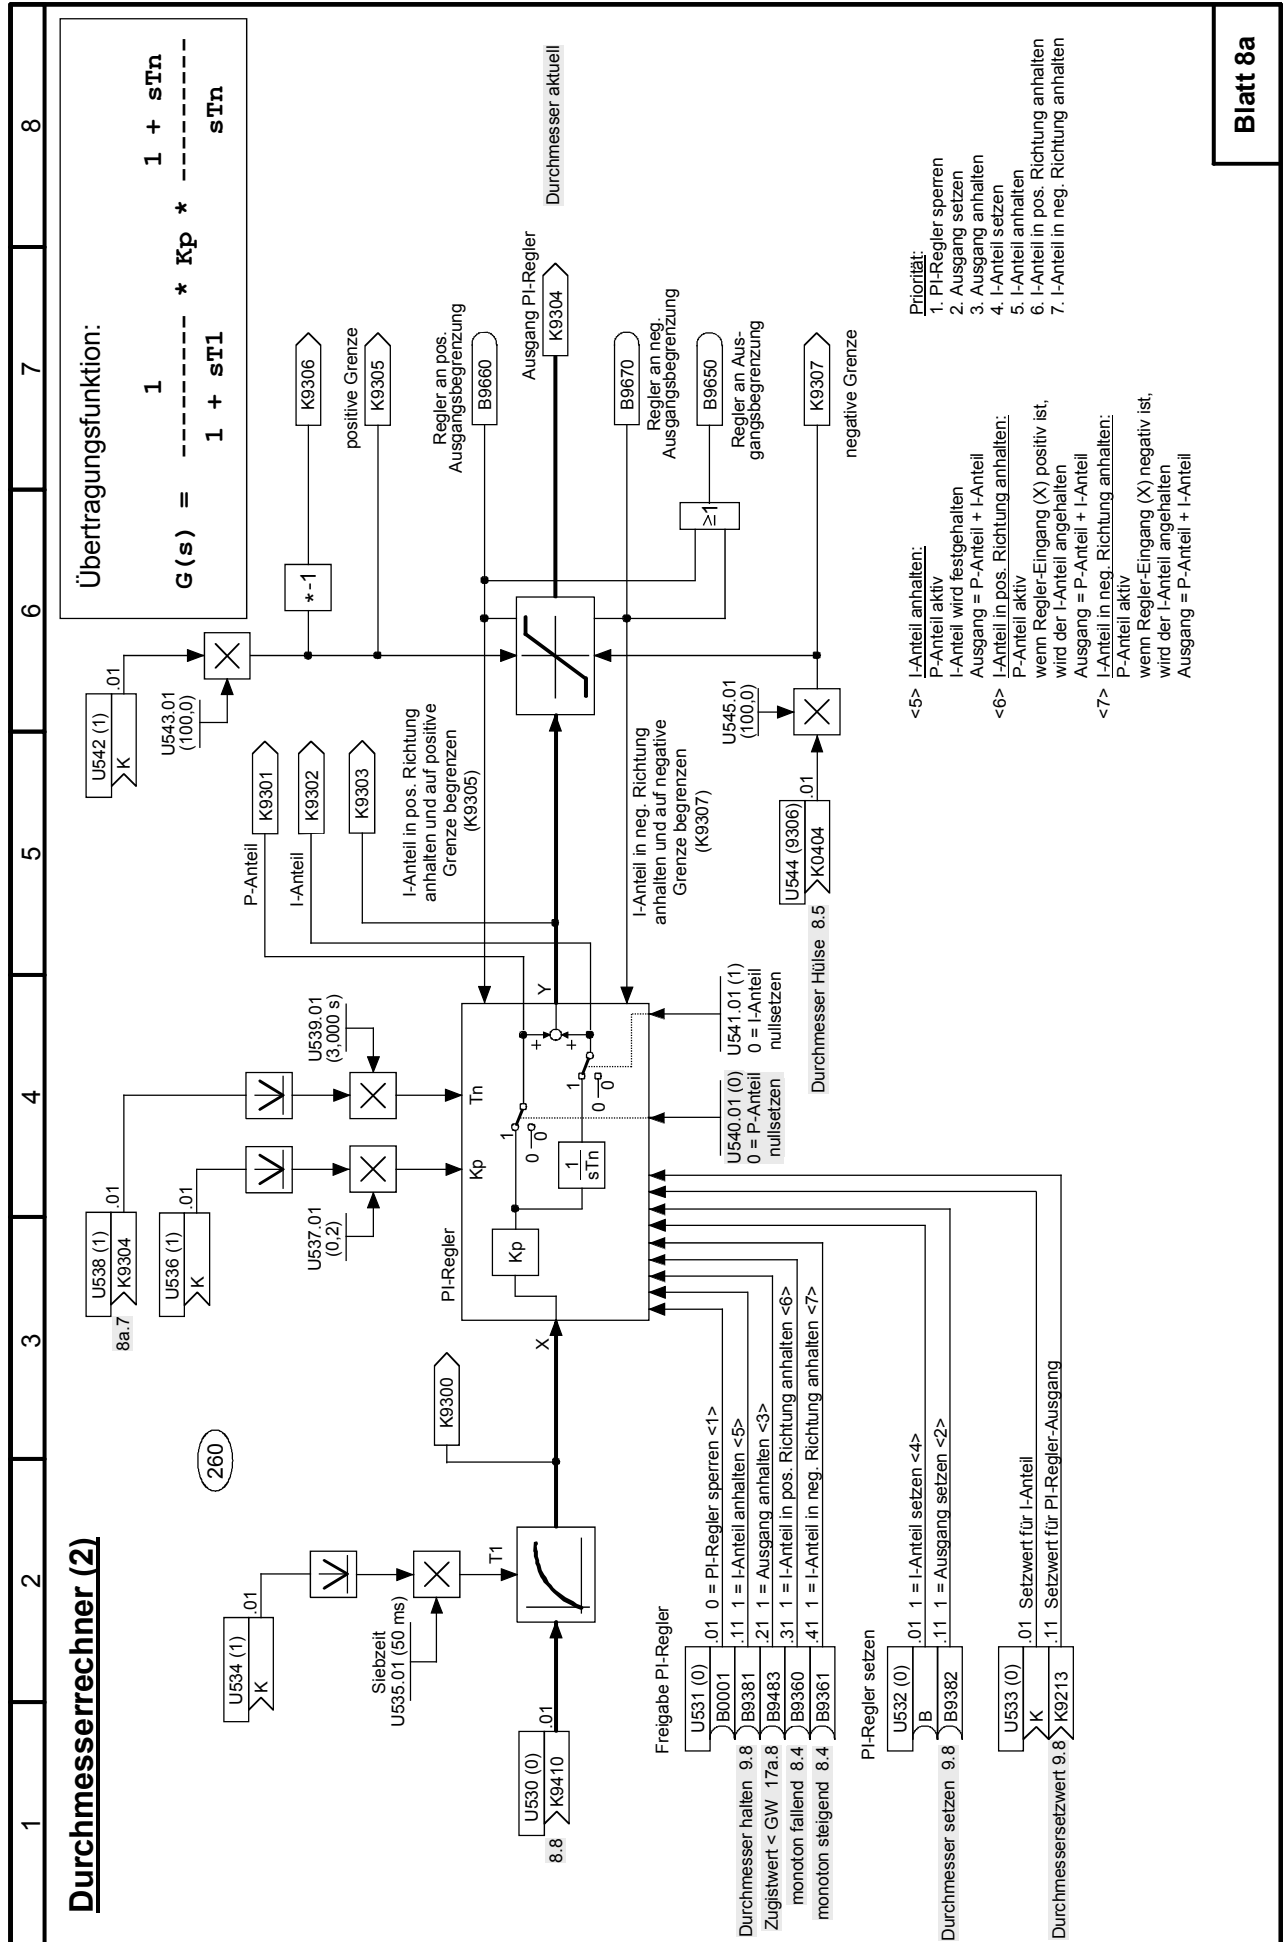 Durchmesserrechner (2)
1
2
3
4
5
6
7
8
Übertragungsfunktion:
1 1 + sTn
G(s) = --------- * Kp * ---------
1 + sT1 sTn
260
U538 (1)
K9304
.01
8a.7
U536 (1)
K
.01
U537.01
(0,2)
U539.01
(3,000 s)
U534 (1)
K
.01
Siebzeit
U535.01 (50 ms)
T1
U530 (0)
K9410
.01
8.8
K9300
X
PI-Regler
Kp
Tn
Kp
1
sTn
1
0
0
1
0
0
+
+
Y
P-Anteil
K9301
I-Anteil
K9302
K9303
U542 (1)
K
.01
U543.01
(100,0)
*-1
K9306
K9305
positive Grenze
I-Anteil in pos. Richtung
anhalten und auf positive
Grenze begrenzen
(K9305)
Regler an pos.
Ausgangsbegrenzung
B9660
Ausgang PI-Regler
K9304
Durchmesser aktuell
I-Anteil in neg. Richtung
anhalten und auf negative
Grenze begrenzen
(K9307)
B9670
Regler an neg.
Ausgangsbegrenzung
≥1
B9650
Regler an Aus-
gangsbegrenzung
K9307
negative Grenze
U545.01
(100,0)
U544 (9306)
K0404
.01
Durchmesser Hülse 8.5
U540.01 (0)
0 = P-Anteil
nullsetzen
U541.01 (1)
0 = I-Anteil
nullsetzen
Freigabe PI-Regler
U531 (0)
B0001 .01 0 = PI-Regler sperren <1>
Durchmesser halten 9.8 B9381 .11 1 = I-Anteil anhalten <5>
Zugistwert < GW 17a.8 B9483 .21 1 = Ausgang anhalten <3>
monoton fallend 8.4 B9360 .31 1 = I-Anteil in pos. Richtung anhalten <6>
monoton steigend 8.4 B9361 .41 1 = I-Anteil in neg. Richtung anhalten <7>
PI-Regler setzen
U532 (0)
B .01 1 = I-Anteil setzen <4>
Durchmesser setzen 9.8 B9382 .11 1 = Ausgang setzen <2>
U533 (0)
K .01 Setzwert für I-Anteil
Durchmessersetzwert 9.8 K9213 .11 Setzwert für PI-Regler-Ausgang
<5> I-Anteil anhalten:
P-Anteil aktiv
I-Anteil wird festgehalten
Ausgang = P-Anteil + I-Anteil
<6> I-Anteil in pos. Richtung anhalten:
P-Anteil aktiv
wenn Regler-Eingang (X) positiv ist,
wird der I-Anteil angehalten
Ausgang = P-Anteil + I-Anteil
<7> I-Anteil in neg. Richtung anhalten:
P-Anteil aktiv
wenn Regler-Eingang (X) negativ ist,
wird der I-Anteil angehalten
Ausgang = P-Anteil + I-Anteil
Priorität:
1. PI-Regler sperren
2. Ausgang setzen
3. Ausgang anhalten
4. I-Anteil setzen
5. I-Anteil anhalten
6. I-Anteil in pos. Richtung anhalten
7. I-Anteil in neg. Richtung anhalten
Blatt 8a